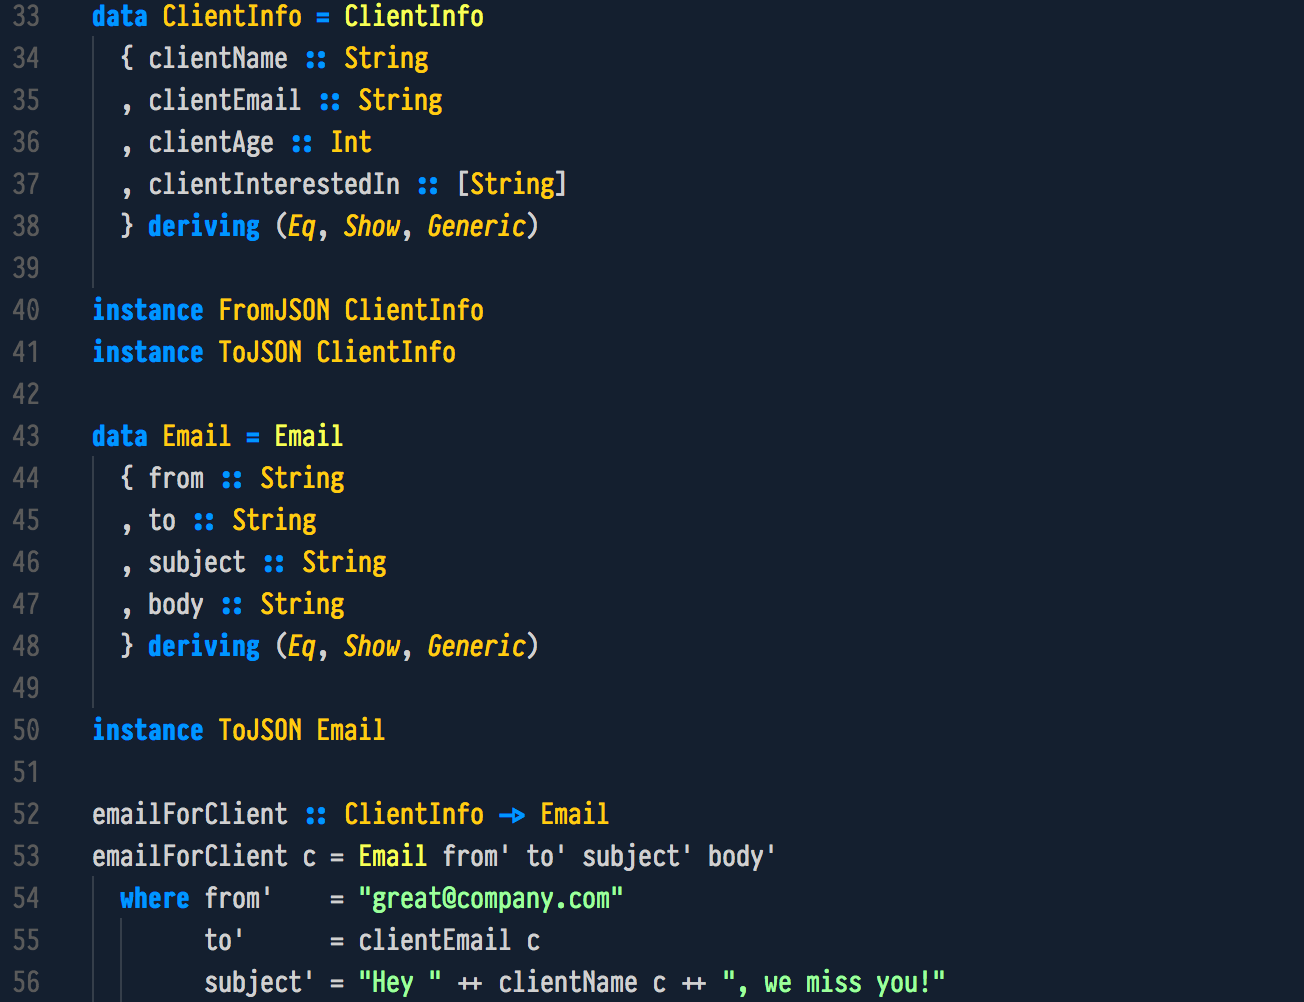 33 data ClientInfo = ClientInfo
34 { clientName :: String
35 , clientEmail :: String
36 , clientAge :: Int
37 , clientInterestedIn :: [String]
38 } deriving (Eq, Show, Generic)
39
40 instance FromJSON ClientInfo
41 instance ToJSON ClientInfo
42
43 data Email = Email
44 { from :: String
45 , to :: String
46 , subject :: String
47 , body :: String
48 } deriving (Eq, Show, Generic)
49
50 instance ToJSON Email
51
52 emailForClient :: ClientInfo -> Email
53 emailForClient c = Email from' to' subject' body'
54 where from' = "great@company.com"
55 to' = clientEmail c
56 subject' = "Hey " ++ clientName c ++ ", we miss you!"